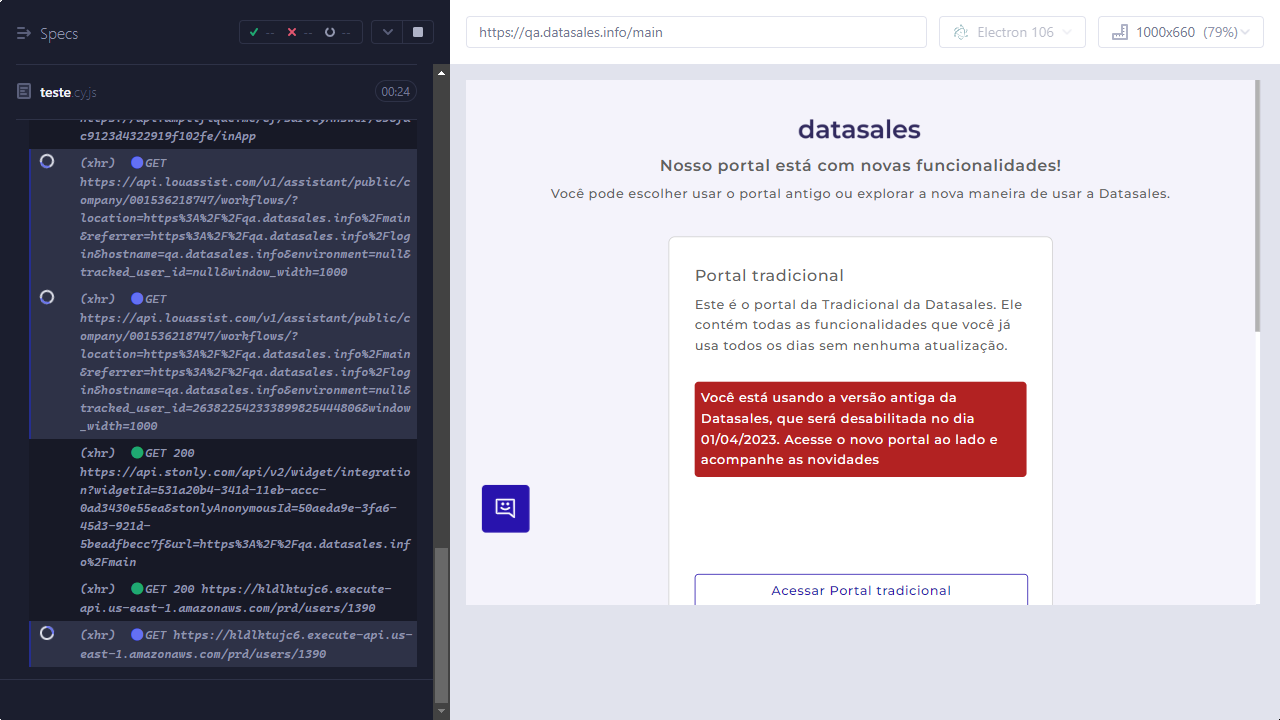 Specs
-- -- --
teste.cy.js
00:24
c9123d4322919f102fe/inApp
(xhr) GET
https://api.louassist.com/v1/assistant/public/c
ompany/001536218747/workflows/?
location=https%3A%2F%2Fqa.datasales.info%2Fmain
&referrer=https%3A%2F%2Fqa.datasales.info%2Flog
in&hostname=qa.datasales.info&environment=null&
tracked_user_id=null&window_width=1000
(xhr) GET
https://api.louassist.com/v1/assistant/public/c
ompany/001536218747/workflows/?
location=https%3A%2F%2Fqa.datasales.info%2Fmain
&referrer=https%3A%2F%2Fqa.datasales.info%2Flog
in&hostname=qa.datasales.info&environment=null&
tracked_user_id=263822542333899825444806&window
_width=1000
(xhr) GET 200
https://api.stonly.com/api/v2/widget/integratio
n?widgetId=531a20b4-341d-11eb-accc-
0ad3430e55ea&stonlyAnonymousId=50aeda9e-3fa6-
45d3-921d-
5beadfbecc7f&url=https%3A%2F%2Fqa.datasales.inf
o%2Fmain
(xhr) GET 200 https://kldlktujc6.execute-
api.us-east-1.amazonaws.com/prd/users/1390
(xhr) GET https://kldlktujc6.execute-api.us-
east-1.amazonaws.com/prd/users/1390
https://qa.datasales.info/main
Electron 106
1000x660 (79%)
datasales
Nosso portal está com novas funcionalidades!
Você pode escolher usar o portal antigo ou explorar a nova maneira de usar a Datasales.
Portal tradicional
Este é o portal da Tradicional da Datasales. Ele
contém todas as funcionalidades que você já
usa todos os dias sem nenhuma atualização.
Você está usando a versão antiga da
Datasales, que será desabilitada no dia
01/04/2023. Acesse o novo portal ao lado e
acompanhe as novidades
Acessar Portal tradicional